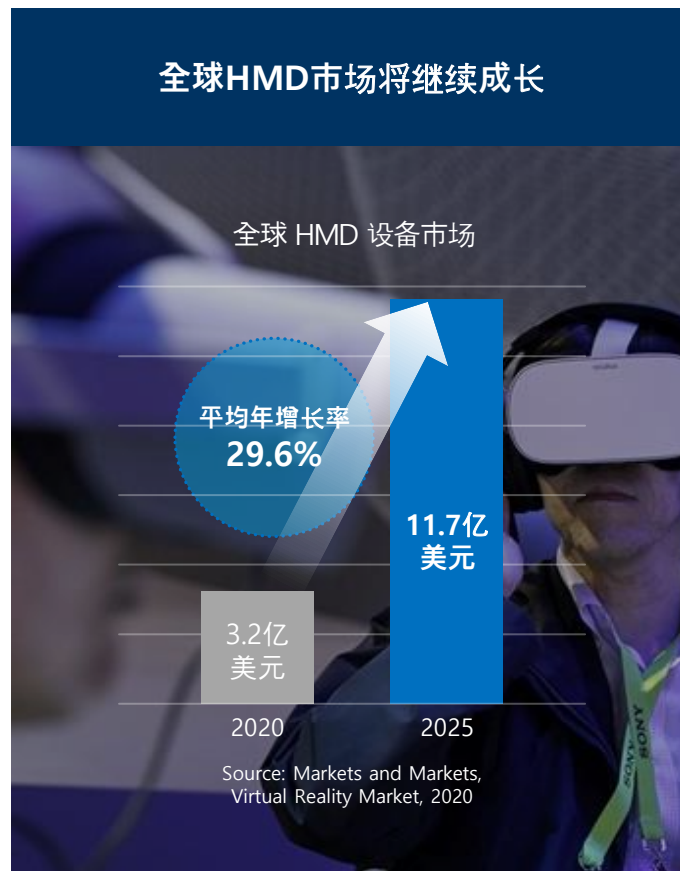 全球HMD市场将继续成长
全球 HMD 设备市场
平均年增长率
29.6%
11.7亿
美元
3.2亿
美元
2020
2025
Source: Markets and Markets,
Virtual Reality Market, 2020
SONY
SONY